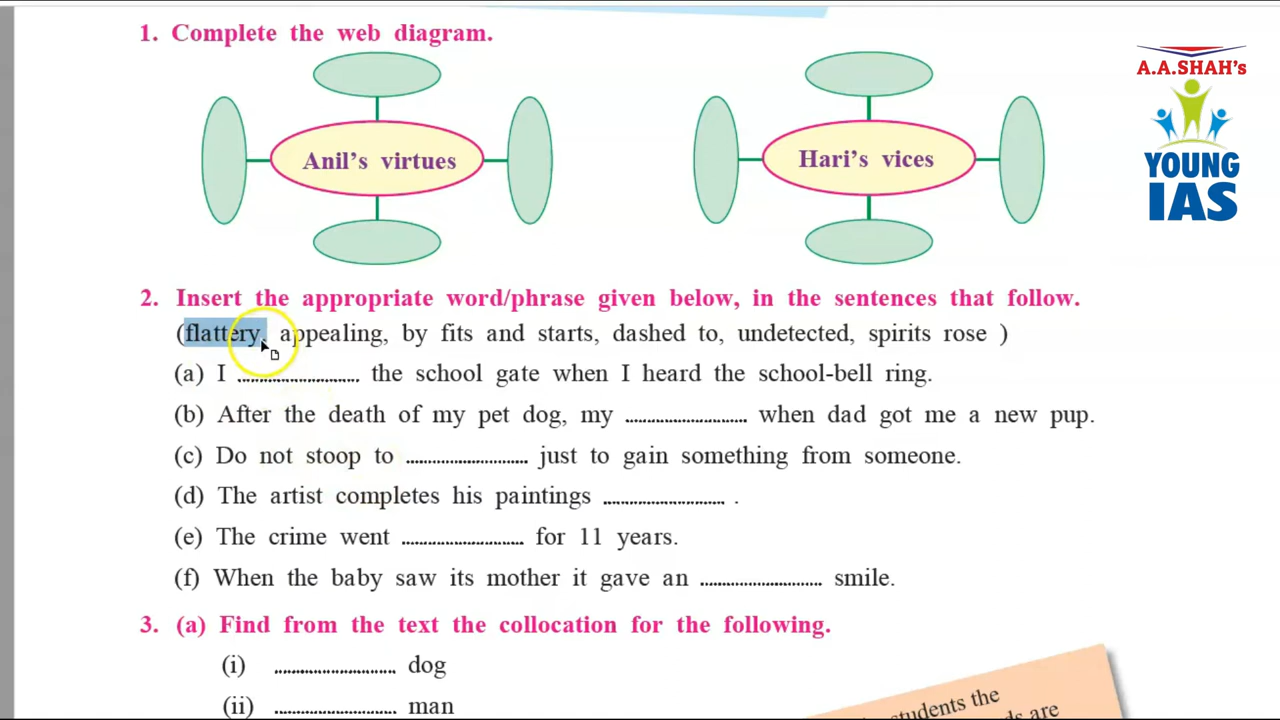 1. Complete the web diagram.
Anil's virtues
Hari's vices
A.A.SHAH's
YOUNG
IAS
2. Insert the appropriate word/phrase given below, in the sentences that follow.
(flattery, appealing, by fits and starts, dashed to, undetected, spirits rose )
(a) I ........................ the school gate when I heard the school-bell ring.
(b) After the death of my pet dog, my ........................ when dad got me a new pup.
(c) Do not stoop to ........................ just to gain something from someone.
(d) The artist completes his paintings ........................ .
(e) The crime went ........................ for 11 years.
(f) When the baby saw its mother it gave an ........................ smile.
3. (a) Find from the text the collocation for the following.
(i) ........................ dog
(ii) ........................ man
students the
are